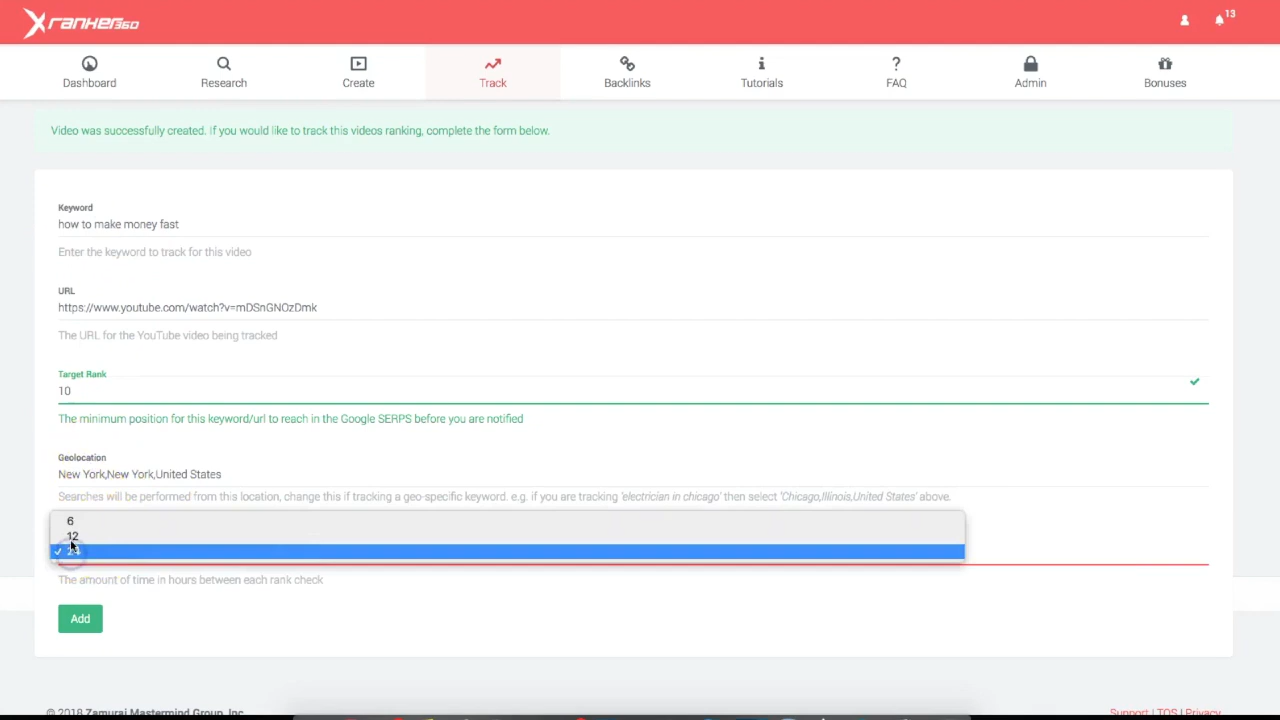 Xranker360
13
Dashboard
Research
Create
Track
Backlinks
Tutorials
FAQ
Admin
Bonuses
Video was successfully created. If you would like to track this videos ranking, complete the form below.
Keyword
how to make money fast
Enter the keyword to track for this video
URL
https://www.youtube.com/watch?v=mDSnGNOzDmk
The URL for the YouTube video being tracked
Target Rank
10
The minimum position for this keyword/url to reach in the Google SERPS before you are notified
Geolocation
New York,New York,United States
Searches will be performed from this location, change this if tracking a geo-specific keyword. e.g. if you are tracking 'electrician in chicago' then select 'Chicago,Illinois,United States' above.
6
12
24
The amount of time in hours between each rank check
Add
© 2018 Zamurai Mastermind Group, Inc
Support | TOS | Privacy